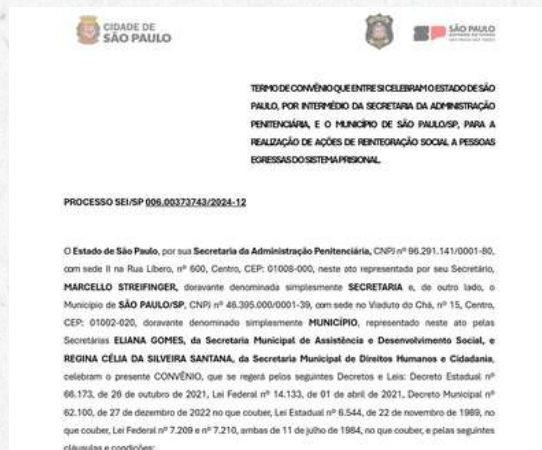 CIDADE DE
SÃO PAULO
SÃO PAULO
TERMO DE CONVÊNIO QUE ENTRE SI CELEBRAM O ESTADO DE SÃO
PAULO, POR INTERMÉDIO DA SECRETARIA DA ADMINISTRAÇÃO
PENITENCIÁRIA, E O MUNICÍPIO DE SÃO PAULO/SP, PARA A
REALIZAÇÃO DE AÇÕES DE REINTEGRAÇÃO SOCIAL A PESSOAS
EGRESSAS DO SISTEMA PRISIONAL.
PROCESSO SEI/SP 006.00373743/2024-12
O Estado de São Paulo, por sua Secretaria da Administração Penitenciária, CNPJ nº 96.291.141/0001-80,
com sede II na Rua Líbero, nº 600, Centro, CEP: 01008-000, neste ato representada por seu Secretário,
MARCELLO STREIFINGER, doravante denominada simplesmente SECRETARIA e, de outro lado, o
Município de SÃO PAULO/SP, CNPJ nº 46.395.000/0001-39, com sede no Viaduto do Chá, nº 15, Centro,
CEP: 01002-020, doravante denominado simplesmente MUNICÍPIO, representado neste ato pelas
Secretárias ELIANA GOMES, da Secretaria Municipal de Assistência e Desenvolvimento Social, e
REGINA CÉLIA DA SILVEIRA SANTANA, da Secretaria Municipal de Direitos Humanos e Cidadania,
celebram o presente CONVÊNIO, que se regerá pelos seguintes Decretos e Leis: Decreto Estadual nº
66.173, de 26 de outubro de 2021, Lei Federal nº 14.133, de 01 de abril de 2021, Decreto Municipal nº
62.100, de 27 de dezembro de 2022 no que couber, Lei Estadual nº 6.544, de 22 de novembro de 1989, no
que couber, Lei Federal nº 7.209 e nº 7.210, ambas de 11 de julho de 1984, no que couber, e pelas seguintes
cláusulas e condições: